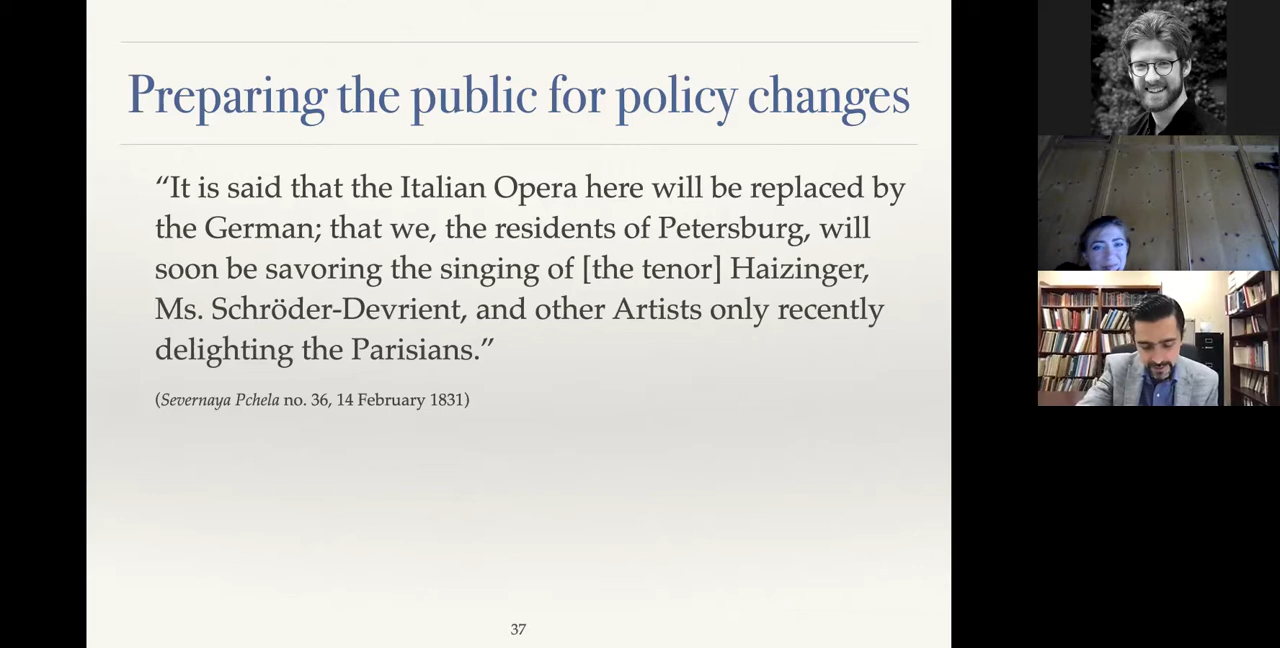 Preparing the public for policy changes
“It is said that the Italian Opera here will be replaced by
the German; that we, the residents of Petersburg, will
soon be savoring the singing of [the tenor] Haizinger,
Ms. Schröder-Devrient, and other Artists only recently
delighting the Parisians.”
(Severnaya Pchela no. 36, 14 February 1831)
37